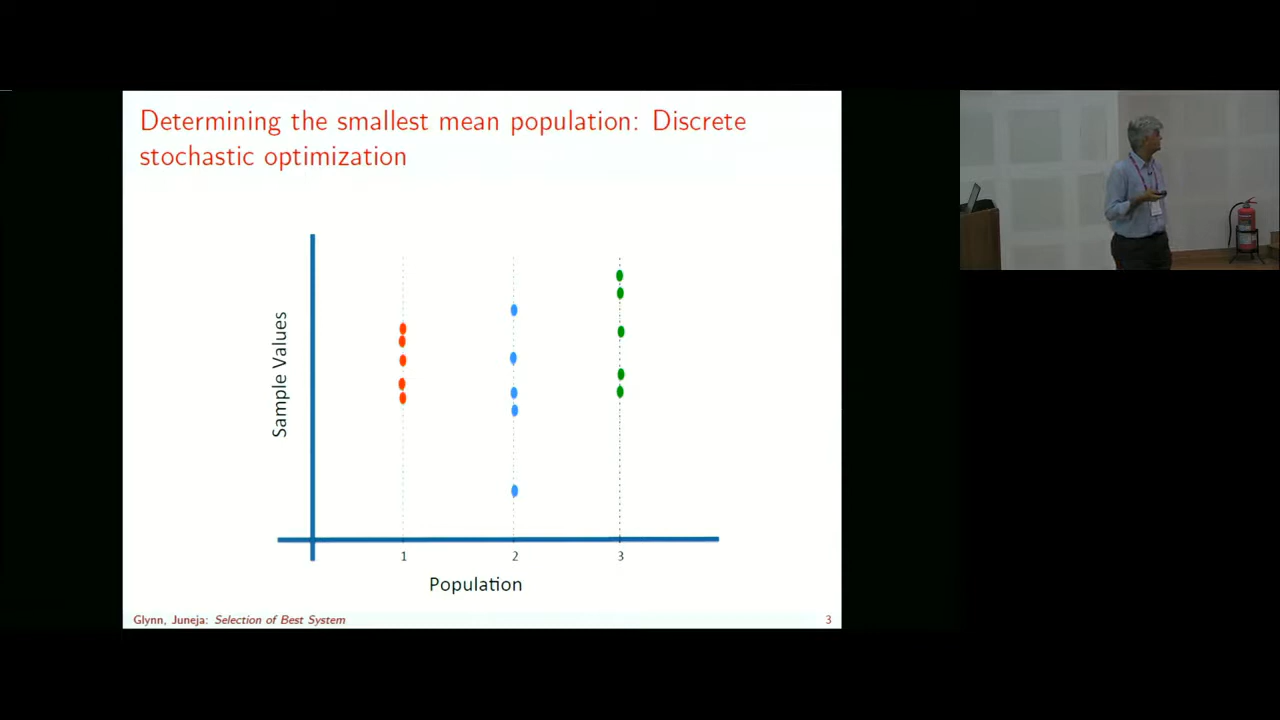 Determining the smallest mean population: Discrete
stochastic optimization
Sample Values
1
2
3
Population
Glynn, Juneja: Selection of Best System
3